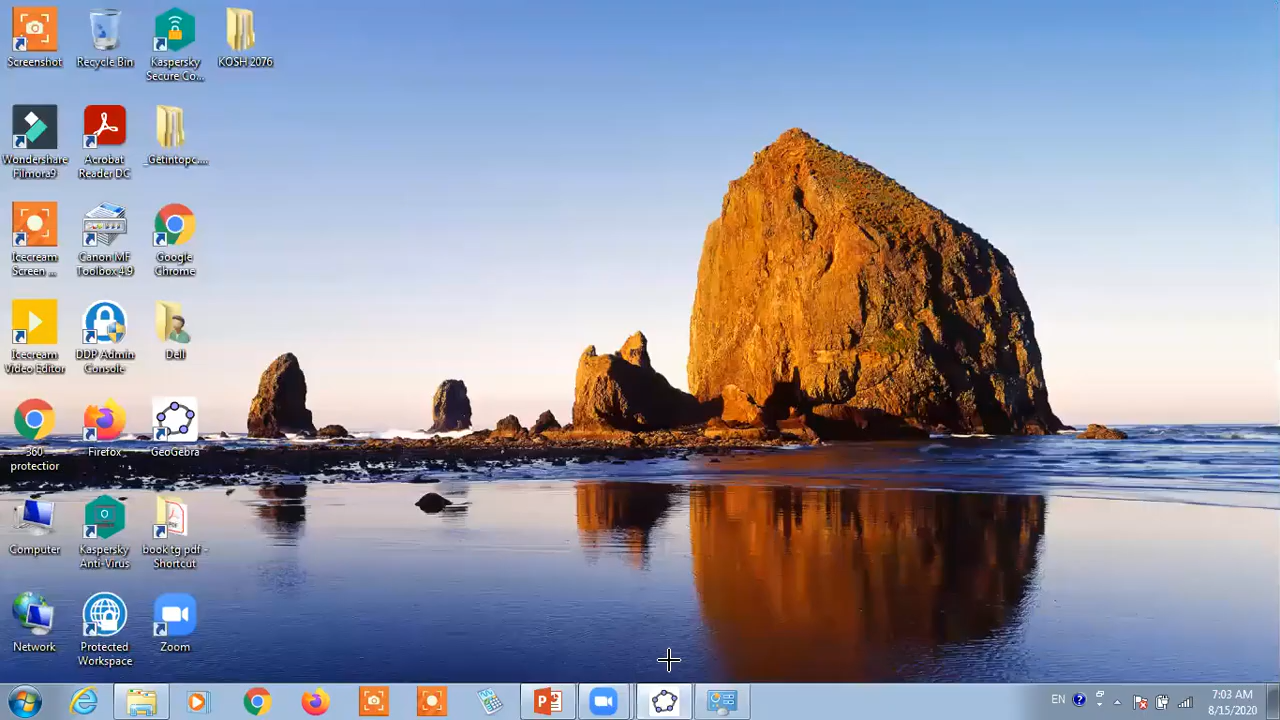 Screenshot
Recycle Bin
Kaspersky
Secure Co...
KOSH 2076
Wondershare
Filmora9
Acrobat
Reader DC
_Getintopc....
Icecream
Screen ...
Canon MF
Toolbox 4.9
Google
Chrome
Icecream
Video Editor
DDP Admin
Console
Dell
360
protectior
Firefox
GeoGebra
Computer
Kaspersky
Anti-Virus
book tg pdf -
Shortcut
PDF
Network
Protected
Workspace
Zoom
EN
7:03 AM
8/15/2020